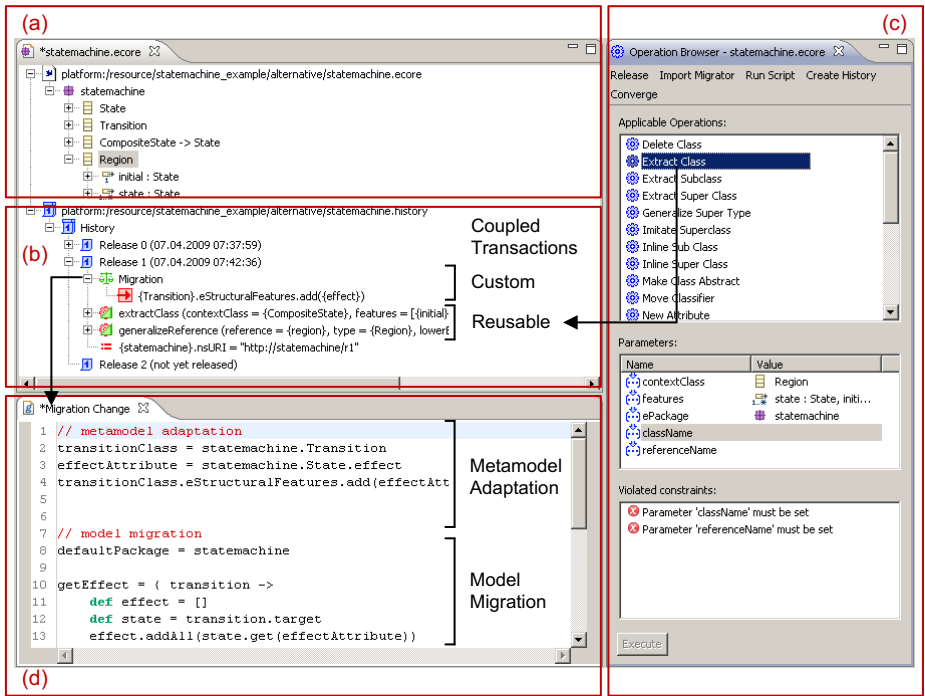 (a)
*statemachine.ecore
platform:/resource/statemachine_example/alternative/statemachine.ecore
statemachine
State
Transition
CompositeState -> State
Region
initial : State
state : State
(b)
platform:/resource/statemachine_example/alternative/statemachine.history
History
Release 0 (07.04.2009 07:37:59)
Release 1 (07.04.2009 07:42:36)
Migration
{Transition}.eStructuralFeatures.add({effect})
extractClass (contextClass = {CompositeState}, features = [{initial}
generalizeReference (reference = {region}, type = {Region}, lowerB
{statemachine}.nsURI = "http://statemachine/r1"
Release 2 (not yet released)
Coupled
Transactions
Custom
Reusable
*Migration Change
1 // metamodel adaptation
2 transitionClass = statemachine.Transition
3 effectAttribute = statemachine.State.effect
4 transitionClass.eStructuralFeatures.add(effectAtt
5
6
7 // model migration
8 defaultPackage = statemachine
9
10 getEffect = { transition ->
11 def effect = []
12 def state = transition.target
13 effect.addAll(state.get(effectAttribute))
Metamodel
Adaptation
Model
Migration
(d)
(c)
Operation Browser - statemachine.ecore
Release Import Migrator Run Script Create History
Converge
Applicable Operations:
Delete Class
Extract Class
Extract Subclass
Extract Super Class
Generalize Super Type
Imitate Superclass
Inline Sub Class
Inline Super Class
Make Class Abstract
Move Classifier
New Attribute
Parameters:
Name Value
contextClass Region
features state : State, initi...
ePackage statemachine
className
referenceName
Violated constraints:
Parameter 'className' must be set
Parameter 'referenceName' must be set
Execute